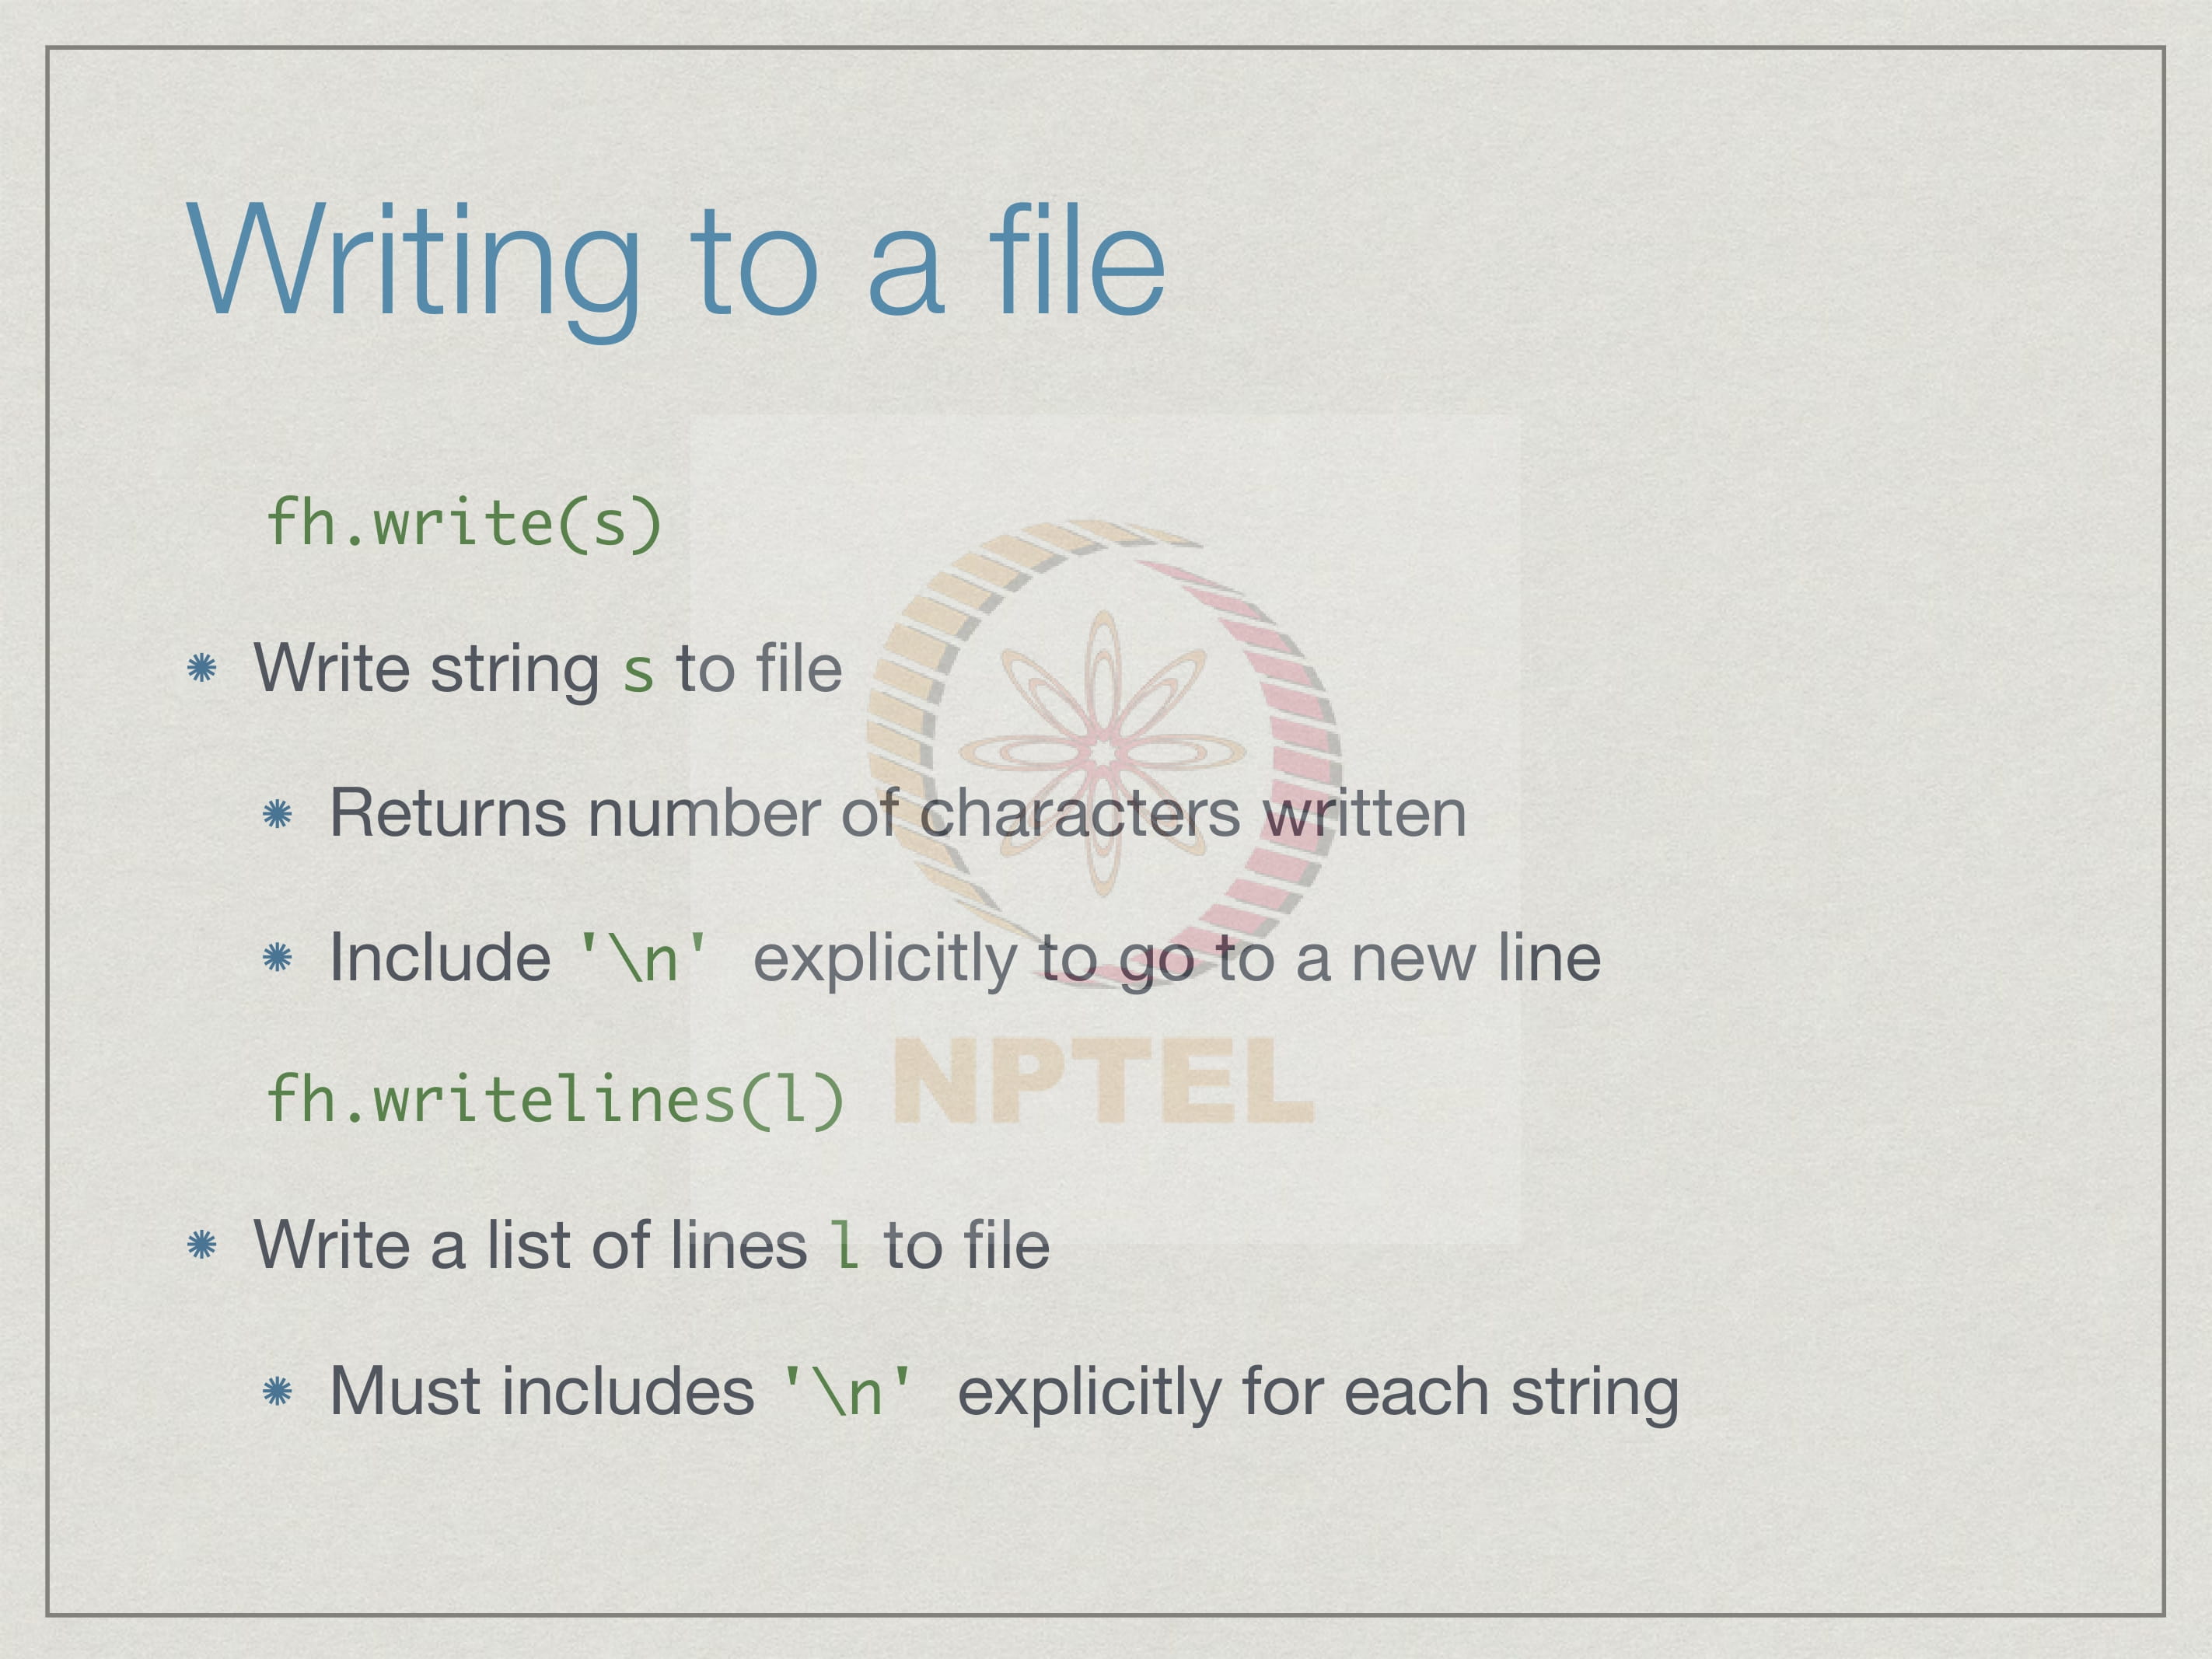 Writing to a file
fh.write(s)
Write string s to file
Returns number of characters written
Include '\n' explicitly to go to a new line
NPTEL
fh.writelines(l)
Write a list of lines l to file
Must includes '\n' explicitly for each string